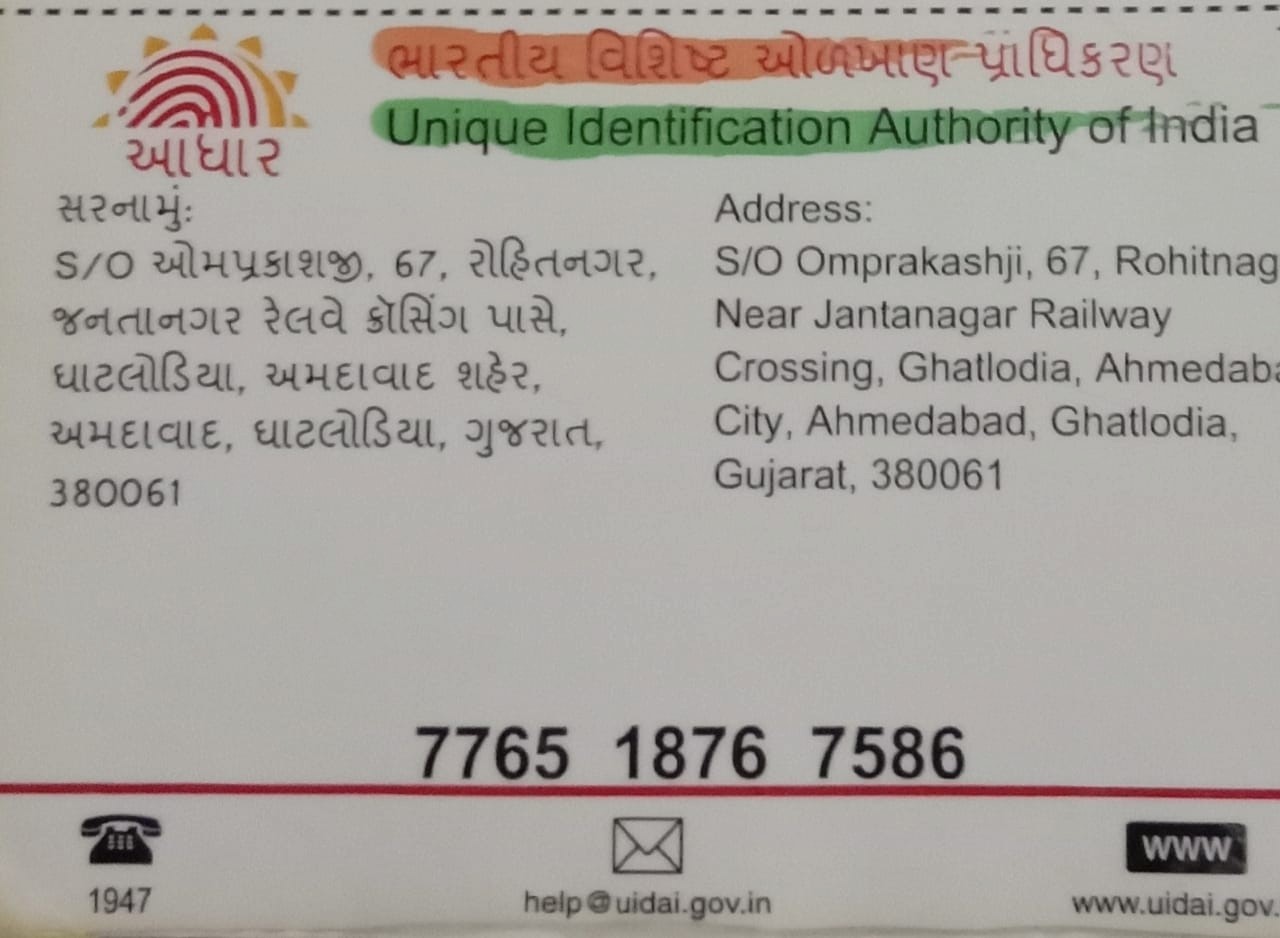 ભારતીય વિશિષ્ટ ઓળખાણ પ્રાધિકરણ
Unique Identification Authority of India
આધાર
સરનામું:
S/O ઓમપ્રકાશજી, 67, રોહિતનગર,
જનતાનગર રેલવે ક્રૉસિંગ પાસે,
ઘાટલોડિયા, અમદાવાદ શહેર,
અમદાવાદ, ઘાટલોડિયા, ગુજરાત,
380061
Address:
S/O Omprakashji, 67, Rohitnag
Near Jantanagar Railway
Crossing, Ghatlodia, Ahmedaba
City, Ahmedabad, Ghatlodia,
Gujarat, 380061
7765 1876 7586
1947
help@uidai.gov.in
WWW
www.uidai.gov.